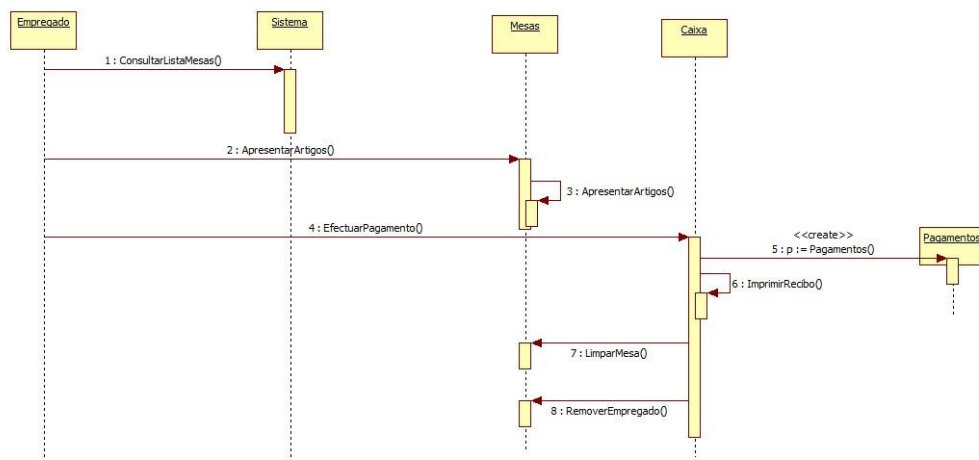 Empregado
Sistema
Mesas
Caixa
1 : ConsultarListaMesas()
2 : ApresentarArtigos()
3 : ApresentarArtigos()
4 : EfectuarPagamento()
<<create>>
5 : p := Pagamentos()
Pagamentos
6 : ImprimirRecibo()
7 : LimparMesa()
8 : RemoverEmpregado()